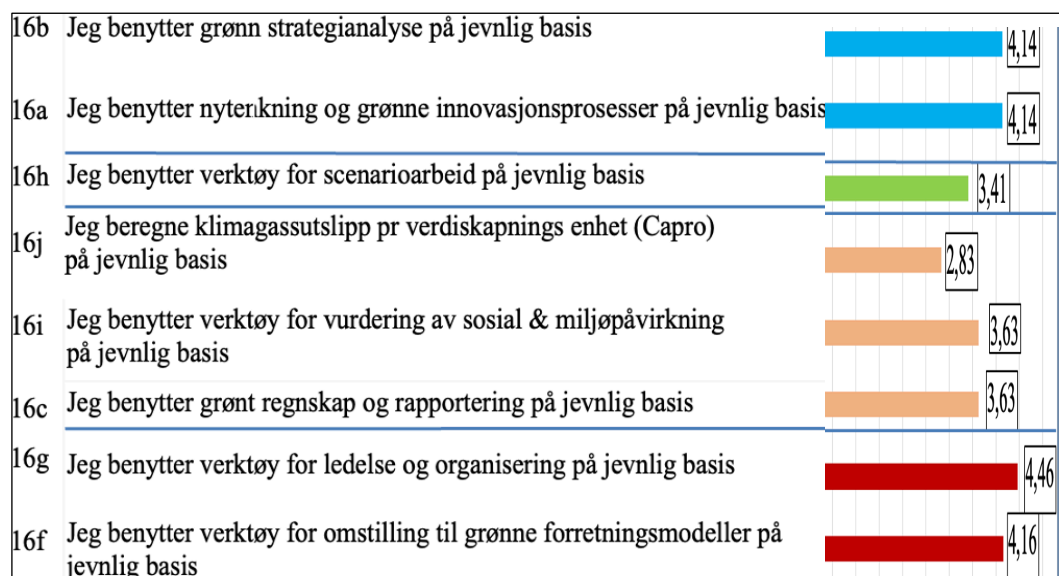 16b Jeg benytter grønn strategianalyse på jevnlig basis 4,14
16a Jeg benytter nytenkning og grønne innovasjonsprosesser på jevnlig basis 4,14
16h Jeg benytter verktøy for scenarioarbeid på jevnlig basis 3,41
16j Jeg beregne klimagassutslipp pr verdiskapnings enhet (Capro)
på jevnlig basis 2,83
16i Jeg benytter verktøy for vurdering av sosial & miljøpåvirkning
på jevnlig basis 3,63
16c Jeg benytter grønt regnskap og rapportering på jevnlig basis 3,63
16g Jeg benytter verktøy for ledelse og organisering på jevnlig basis 4,46
16f Jeg benytter verktøy for omstilling til grønne forretningsmodeller på
jevnlig basis 4,16